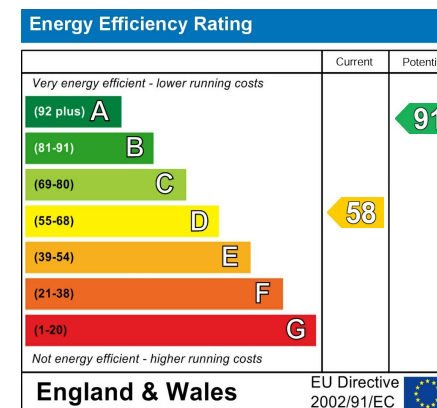 Energy Efficiency Rating
Current Potenti
Very energy efficient - lower running costs
(92 plus) A
91
(81-91) B
(69-80) C
(55-68) D
58
(39-54) E
(21-38) F
(1-20) G
Not energy efficient - higher running costs
England & Wales
EU Directive
2002/91/EC